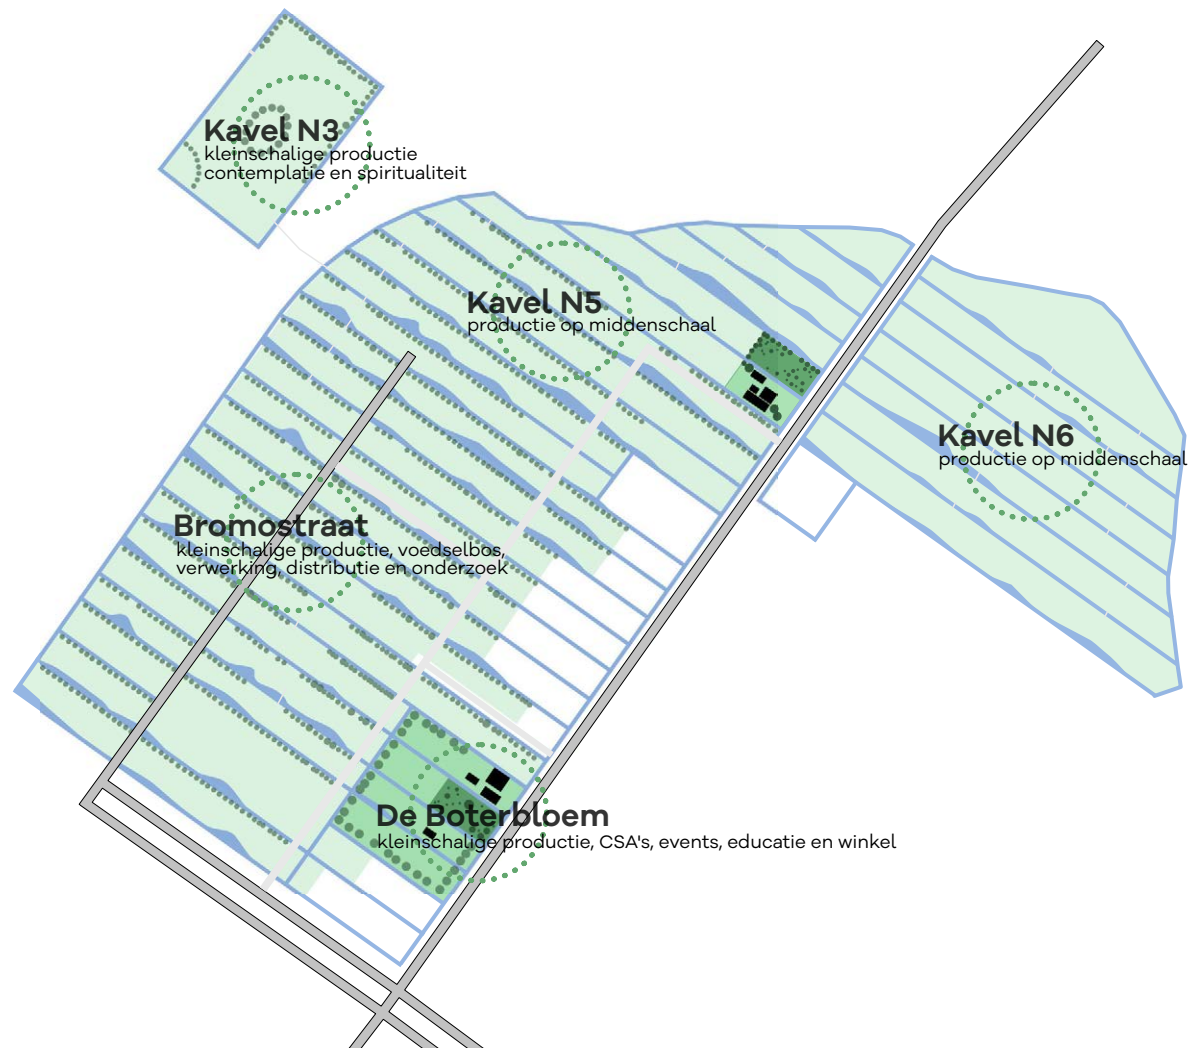 Kavel N3
kleinschalige productie
contemplatie en spiritualiteit
Kavel N5
productie op middenschaal
Kavel N6
productie op middenschaal
Bromostraat
kleinschalige productie, voedselbos,
verwerking, distributie en onderzoek
De Boterbloem
kleinschalige productie, CSA's, events, educatie en winkel